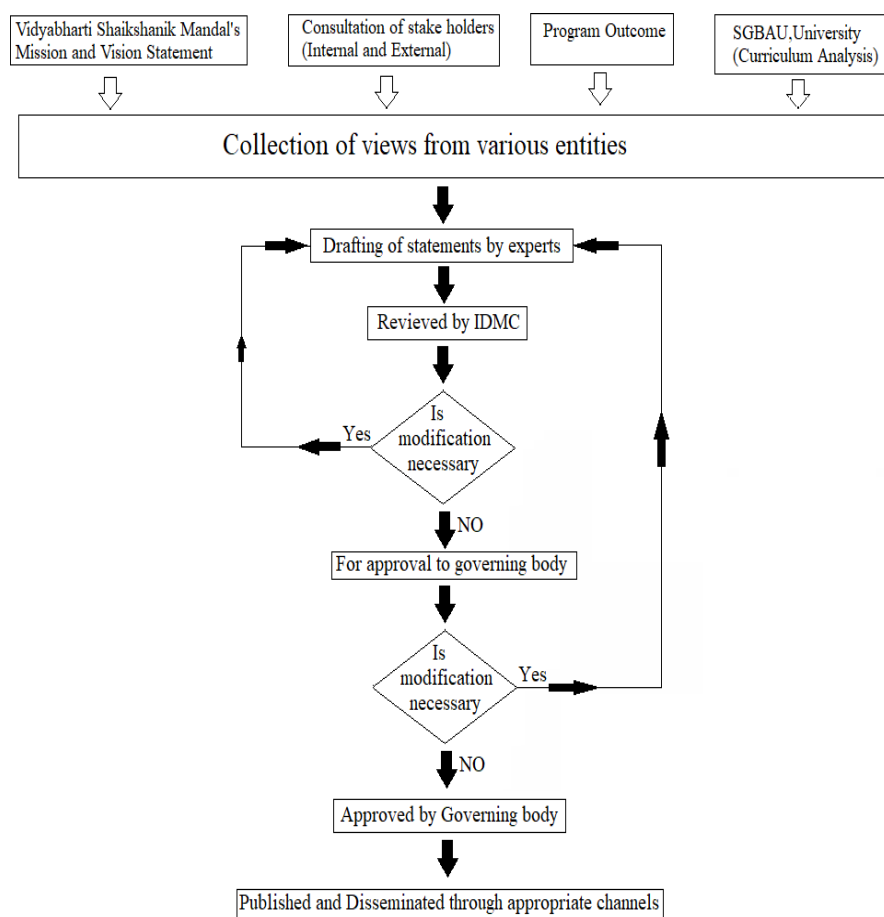 Vidyabharti Shaikshanik Mandal's
Mission and Vision Statement
Consultation of stake holders
(Internal and External)
Program Outcome
SGBAU,University
(Curriculum Analysis)
Collection of views from various entities
Drafting of statements by experts
Revieved by IDMC
Is
modification
necessary
Yes
NO
For approval to governing body
Is
modification
necessary
Yes
NO
Approved by Governing body
Published and Disseminated through appropriate channels